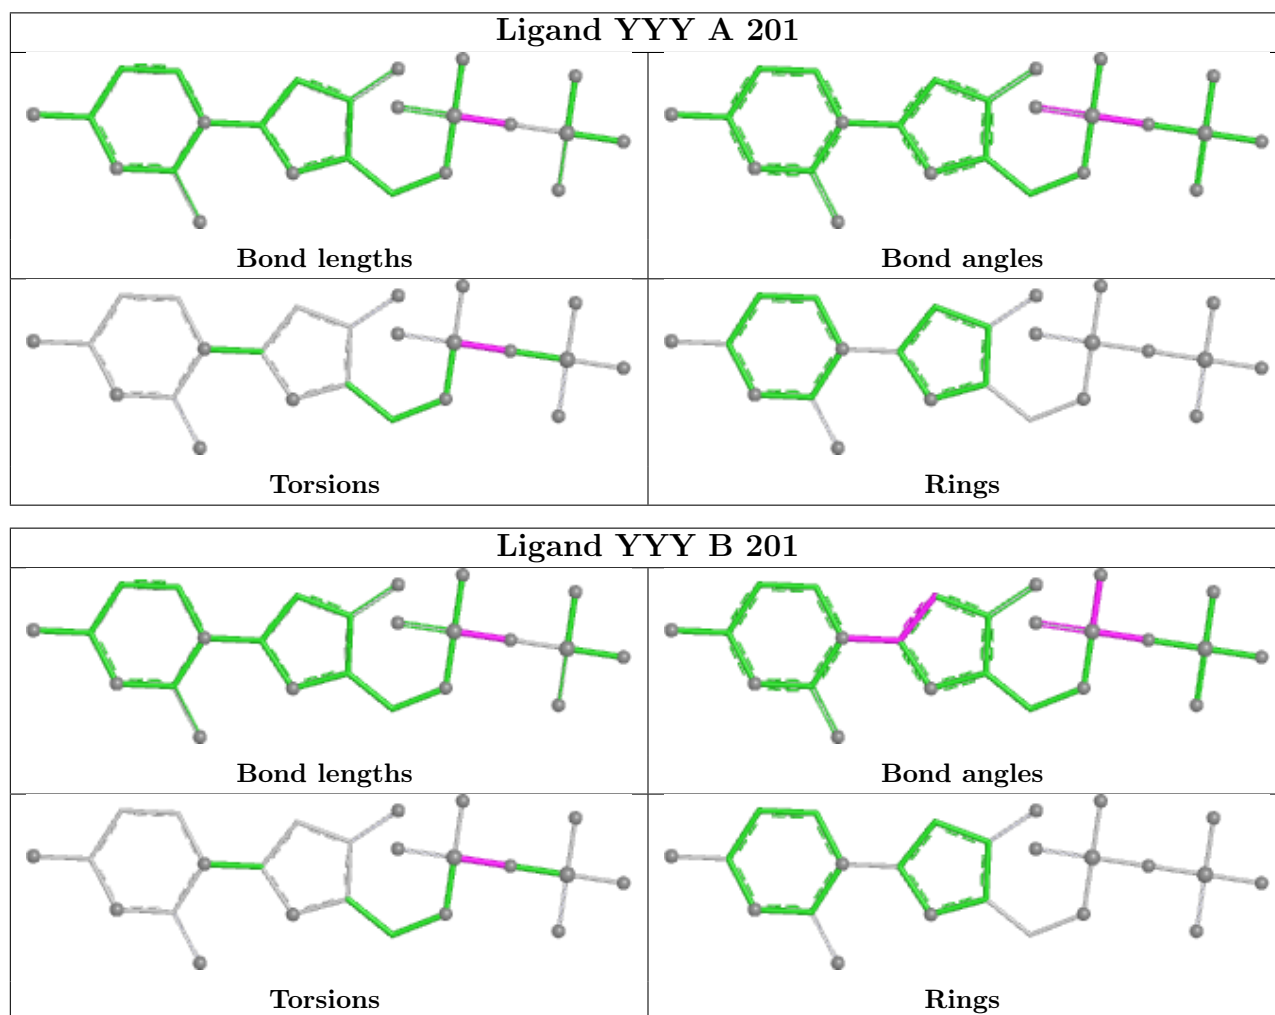 Ligand YYY A 201
Bond lengths
Bond angles
Torsions
Rings
Ligand YYY B 201
Bond lengths
Bond angles
Torsions
Rings